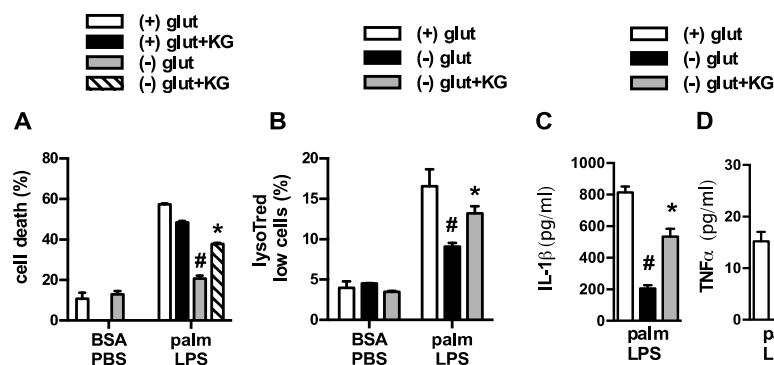 (+) glut
(+) glut+KG
(-) glut
(-) glut+KG
(+) glut
(-) glut
(-) glut+KG
(+) glut
(-) glut
(-) glut+KG
A
cell death (%)
80
60
40
20
0
#
*
BSA
PBS
palm
LPS
B
lysoTred
low cells (%)
20
15
10
5
0
#
*
BSA
PBS
palm
LPS
C
IL-1β (pg/ml)
1000
800
600
400
200
0
#
*
palm
LPS
D
TNFα (pg/ml)
30
15
0